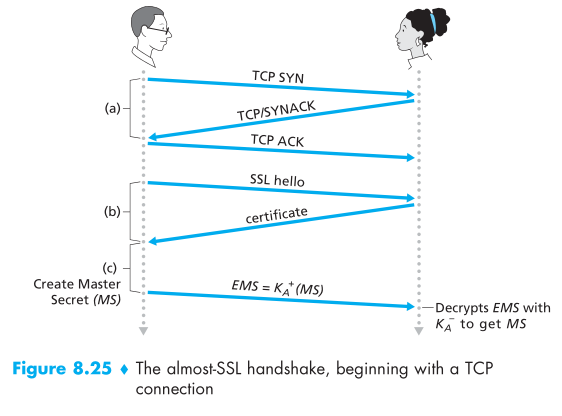 TCP SYN
(a)
TCP/SYNACK
TCP ACK
SSL hello
(b)
certificate
(c)
Create Master
Secret (MS)
EMS = K_A^+(MS)
Decrypts EMS with
K_A^– to get MS
Figure 8.25 ♦ The almost-SSL handshake, beginning with a TCP
connection